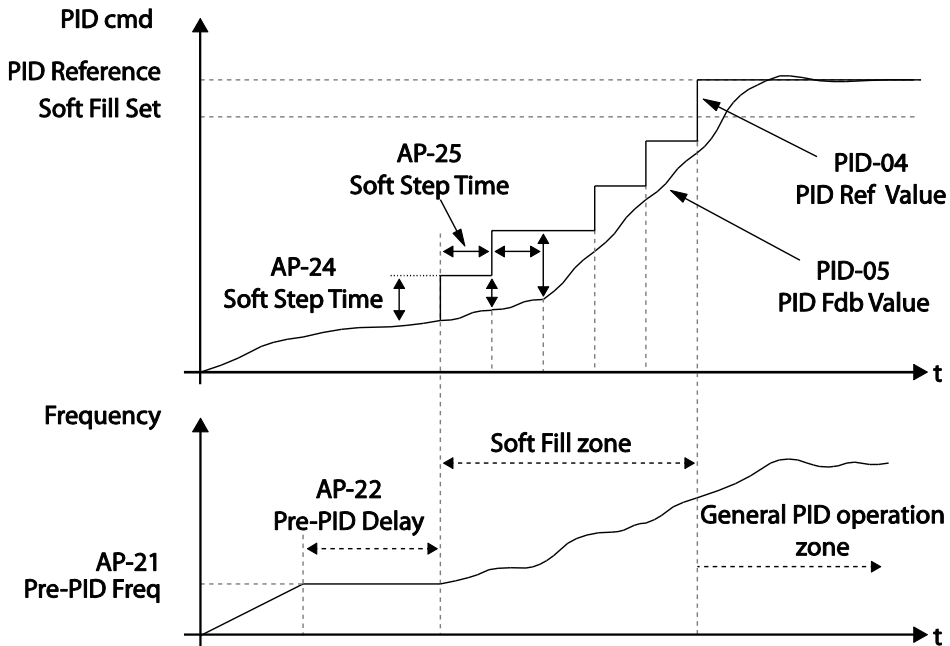 PID cmd
PID Reference
Soft Fill Set
AP-25
Soft Step Time
AP-24
Soft Step Time
PID-04
PID Ref Value
PID-05
PID Fdb Value
t
Frequency
Soft Fill zone
AP-22
Pre-PID Delay
General PID operation
zone
AP-21
Pre-PID Freq
t